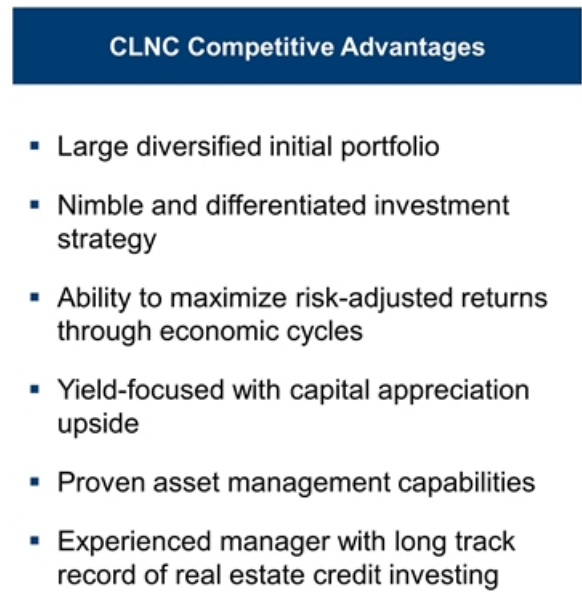 CLNC Competitive Advantages
▪ Large diversified initial portfolio
▪ Nimble and differentiated investment
strategy
▪ Ability to maximize risk-adjusted returns
through economic cycles
▪ Yield-focused with capital appreciation
upside
▪ Proven asset management capabilities
▪ Experienced manager with long track
record of real estate credit investing